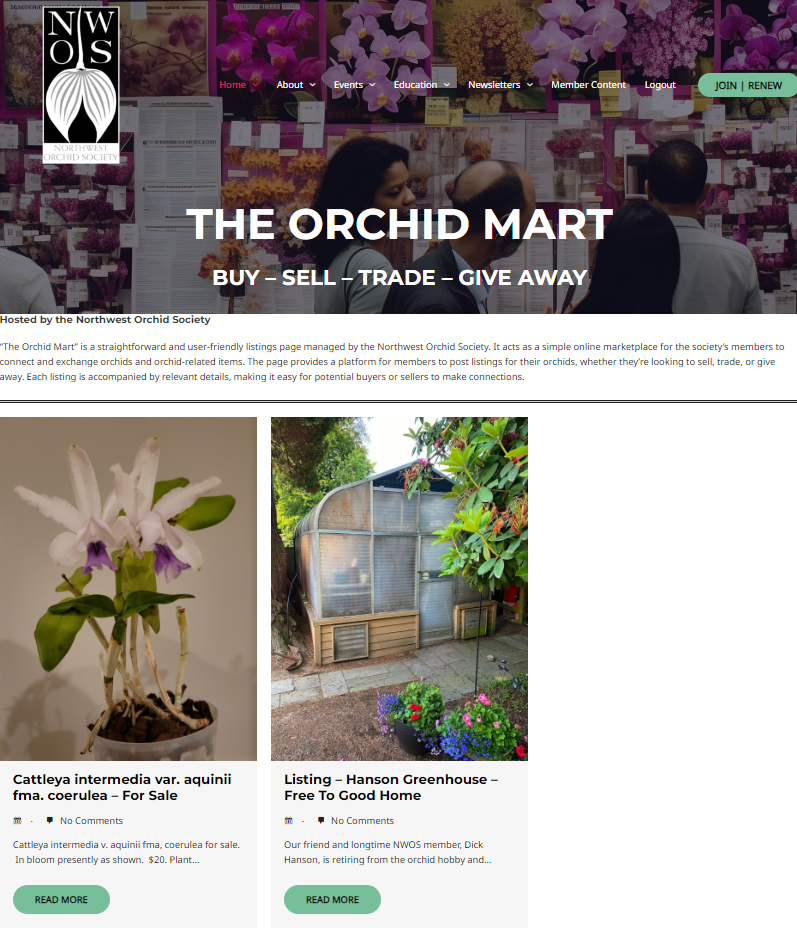 NW
OS
NORTHWEST
ORCHID SOCIETY
Home About Events Education Newsletters Member Content Logout JOIN | RENEW
THE ORCHID MART
BUY – SELL – TRADE – GIVE AWAY
Hosted by the Northwest Orchid Society
“The Orchid Mart” is a straightforward and user-friendly listings page managed by the Northwest Orchid Society. It acts as a simple online marketplace for the society’s members to
connect and exchange orchids and orchid-related items. The page provides a platform for members to post listings for their orchids, whether they’re looking to sell, trade, or give
away. Each listing is accompanied by relevant details, making it easy for potential buyers or sellers to make connections.
Cattleya intermedia var. aquinii
fma. coerulea – For Sale
· No Comments
Cattleya intermedia v. aquinii fma, coerulea for sale.
In bloom presently as shown. $20. Plant…
READ MORE
Listing – Hanson Greenhouse –
Free To Good Home
· No Comments
Our friend and longtime NWOS member, Dick
Hanson, is retiring from the orchid hobby and…
READ MORE